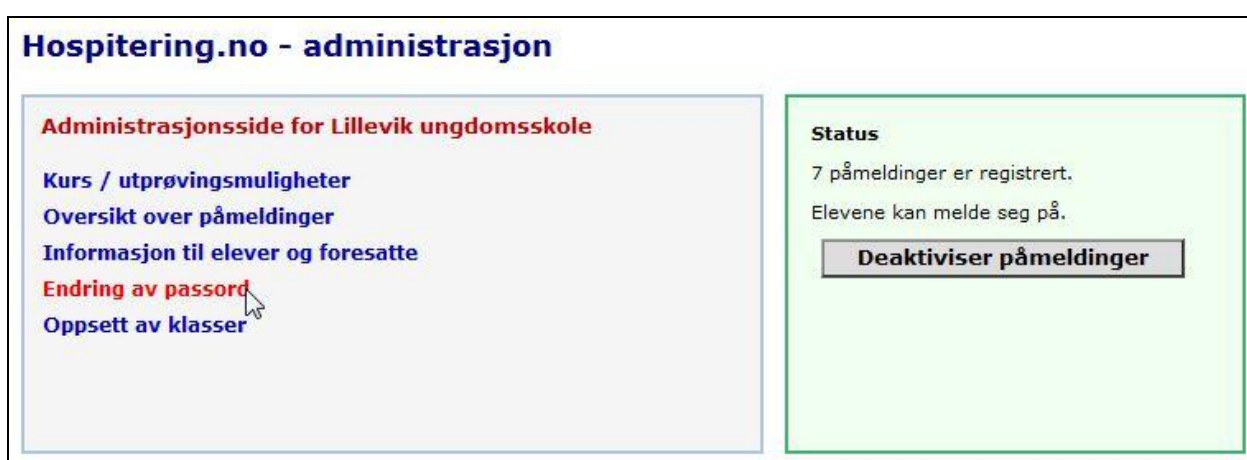 Hospitering.no - administrasjon
Administrasjonsside for Lillevik ungdomsskole
Kurs / utprøvingsmuligheter
Oversikt over påmeldinger
Informasjon til elever og foresatte
Endring av passord
Oppsett av klasser
Status
7 påmeldinger er registrert.
Elevene kan melde seg på.
Deaktiviser påmeldinger